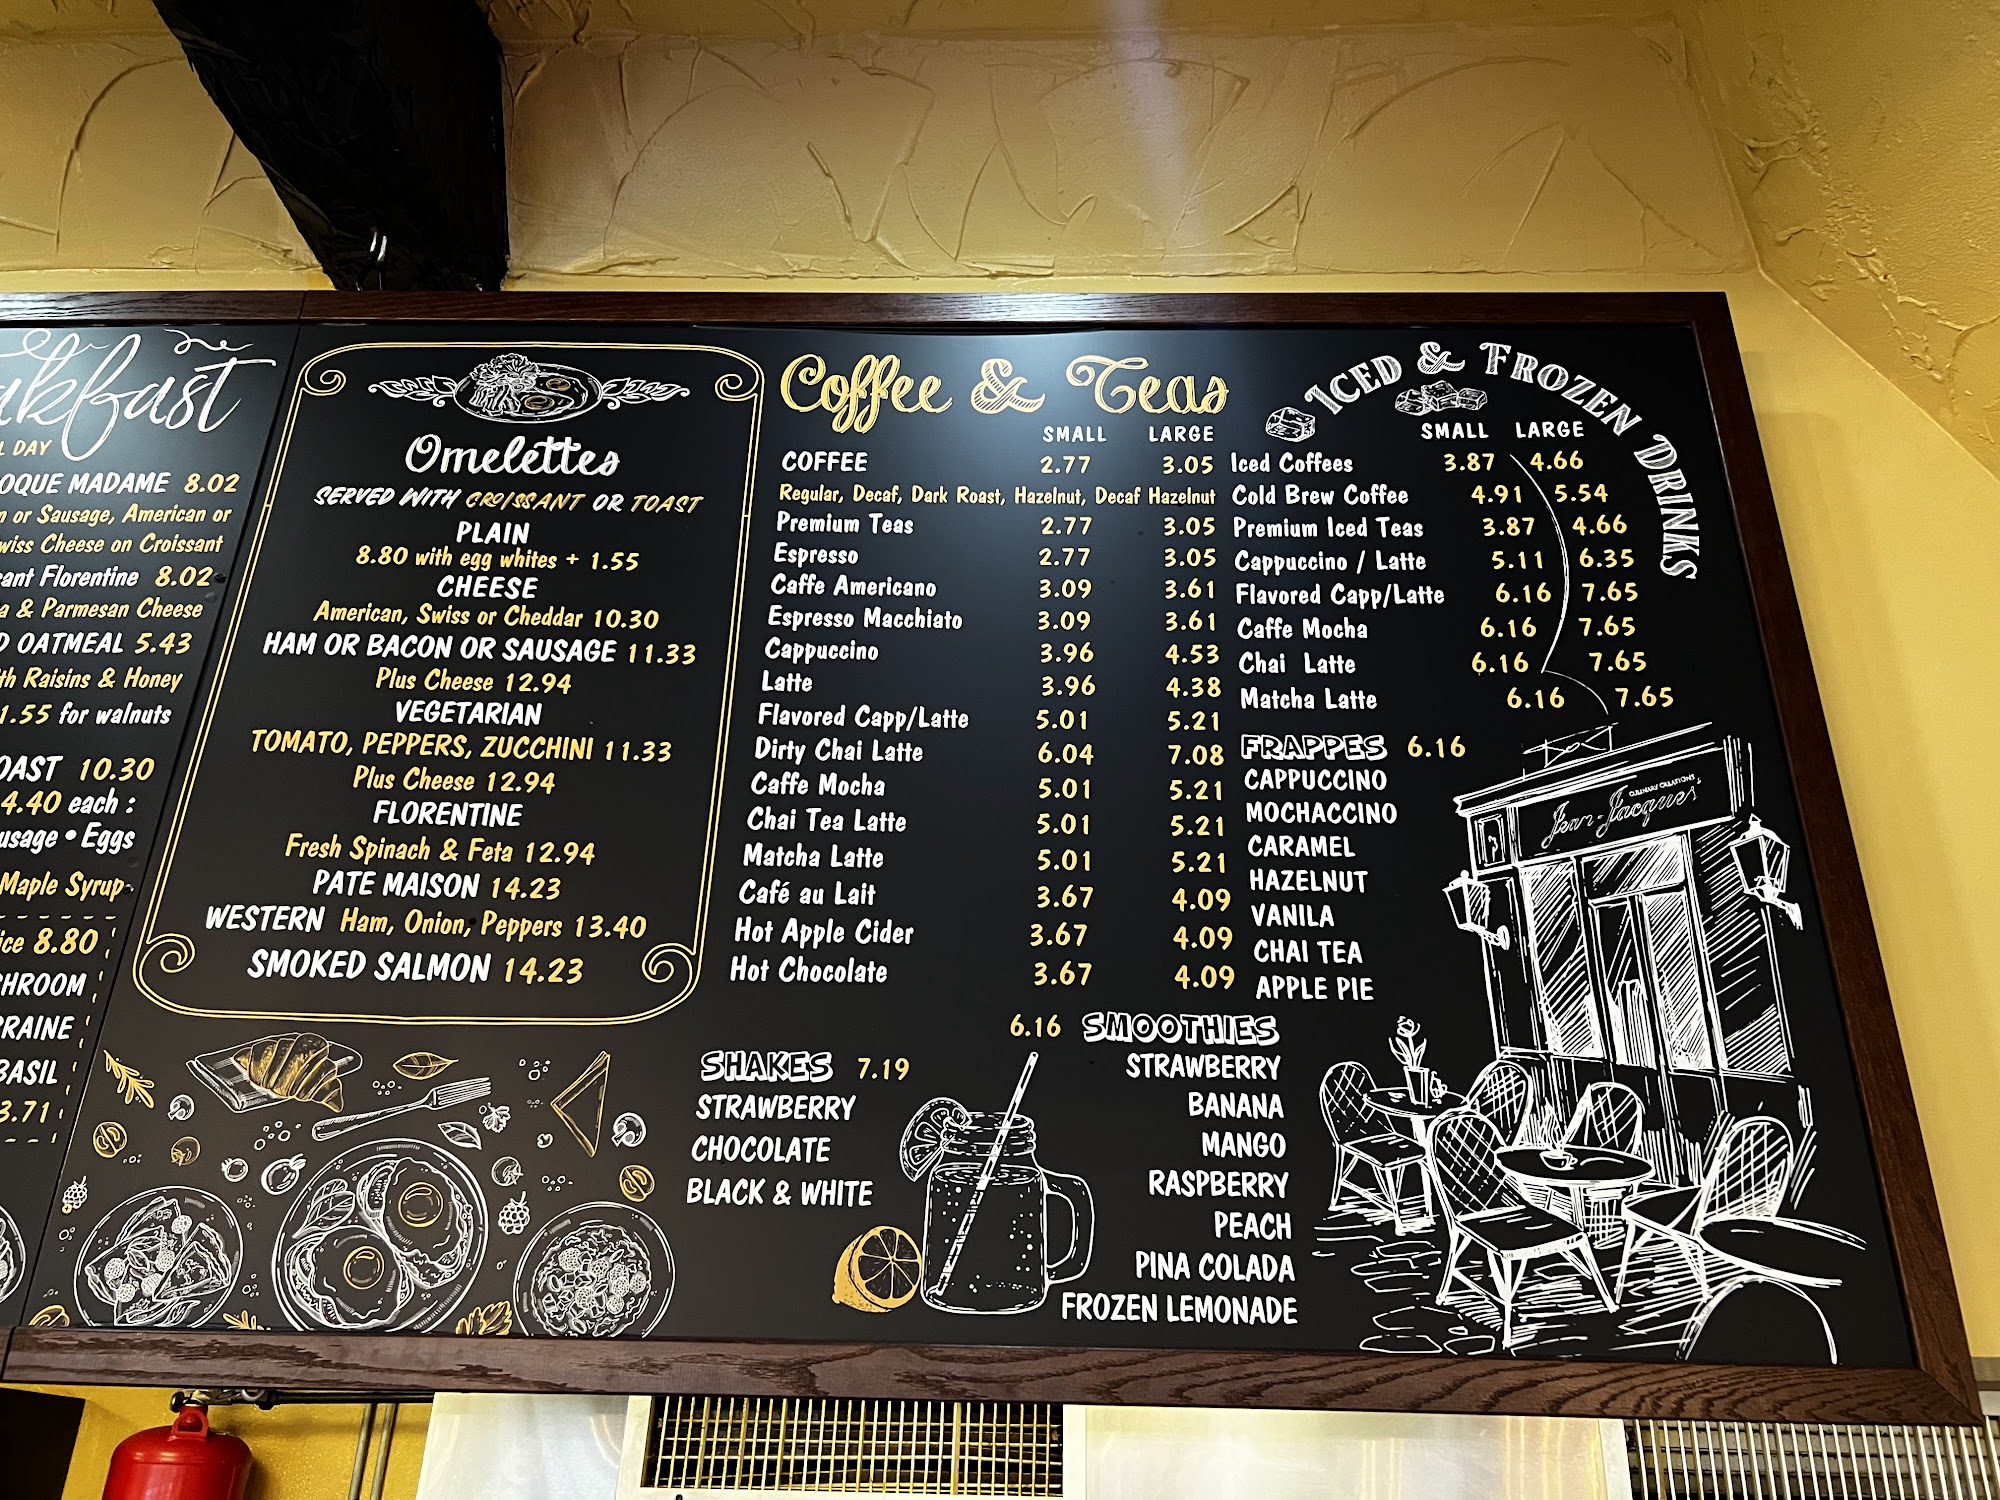 L DAY
OQUE MADAME 8.02
or Sausage, American or
Cheese on Croissant
Florentine 8.02
& Parmesan Cheese
OATMEAL 5.43
Raisins & Honey
1.55 for walnuts
10.30
4.40 each :
• Eggs
Maple Syrup
8.80
BASIL
3.71
Omelettes
SERVED WITH CROISSANT OR TOAST
PLAIN
8.80 with egg whites + 1.55
CHEESE
American, Swiss or Cheddar 10.30
HAM OR BACON OR SAUSAGE 11.33
Plus Cheese 12.94
VEGETARIAN
TOMATO, PEPPERS, ZUCCHINI 11.33
Plus Cheese 12.94
FLORENTINE
Fresh Spinach & Feta 12.94
PATE MAISON 14.23
WESTERN Ham, Onion, Peppers 13.40
SMOKED SALMON 14.23
Coffee & Teas
SMALL LARGE
COFFEE 2.77 3.05
Regular, Decaf, Dark Roast, Hazelnut, Decaf Hazelnut
Premium Teas 2.77 3.05
Espresso 2.77 3.05
Caffe Americano 3.09 3.61
Espresso Macchiato 3.09 3.61
Cappuccino 3.96 4.53
Latte 3.96 4.38
Flavored Capp/Latte 5.01 5.21
Dirty Chai Latte 6.04 7.08
Caffe Mocha 5.01 5.21
Chai Tea Latte 5.01 5.21
Matcha Latte 5.01 5.21
Café au Lait 3.67 4.09
Hot Apple Cider 3.67 4.09
Hot Chocolate 3.67 4.09
SHAKES 7.19
STRAWBERRY
CHOCOLATE
BLACK & WHITE
ICED & FROZEN DRINKS
SMALL LARGE
Iced Coffees 3.87 4.66
Cold Brew Coffee 4.91 5.54
Premium Iced Teas 3.87 4.66
Cappuccino / Latte 5.11 6.35
Flavored Capp/Latte 6.16 7.65
Caffe Mocha 6.16 7.65
Chai Latte 6.16 7.65
Matcha Latte 6.16 7.65
FRAPPES 6.16
CAPPUCCINO
MOCHACCINO
CARAMEL
HAZELNUT
VANILA
CHAI TEA
APPLE PIE
6.16 SMOOTHIES
STRAWBERRY
BANANA
MANGO
RASPBERRY
PEACH
PINA COLADA
FROZEN LEMONADE
CULINARY CREATIONS
Jean-Jacques'